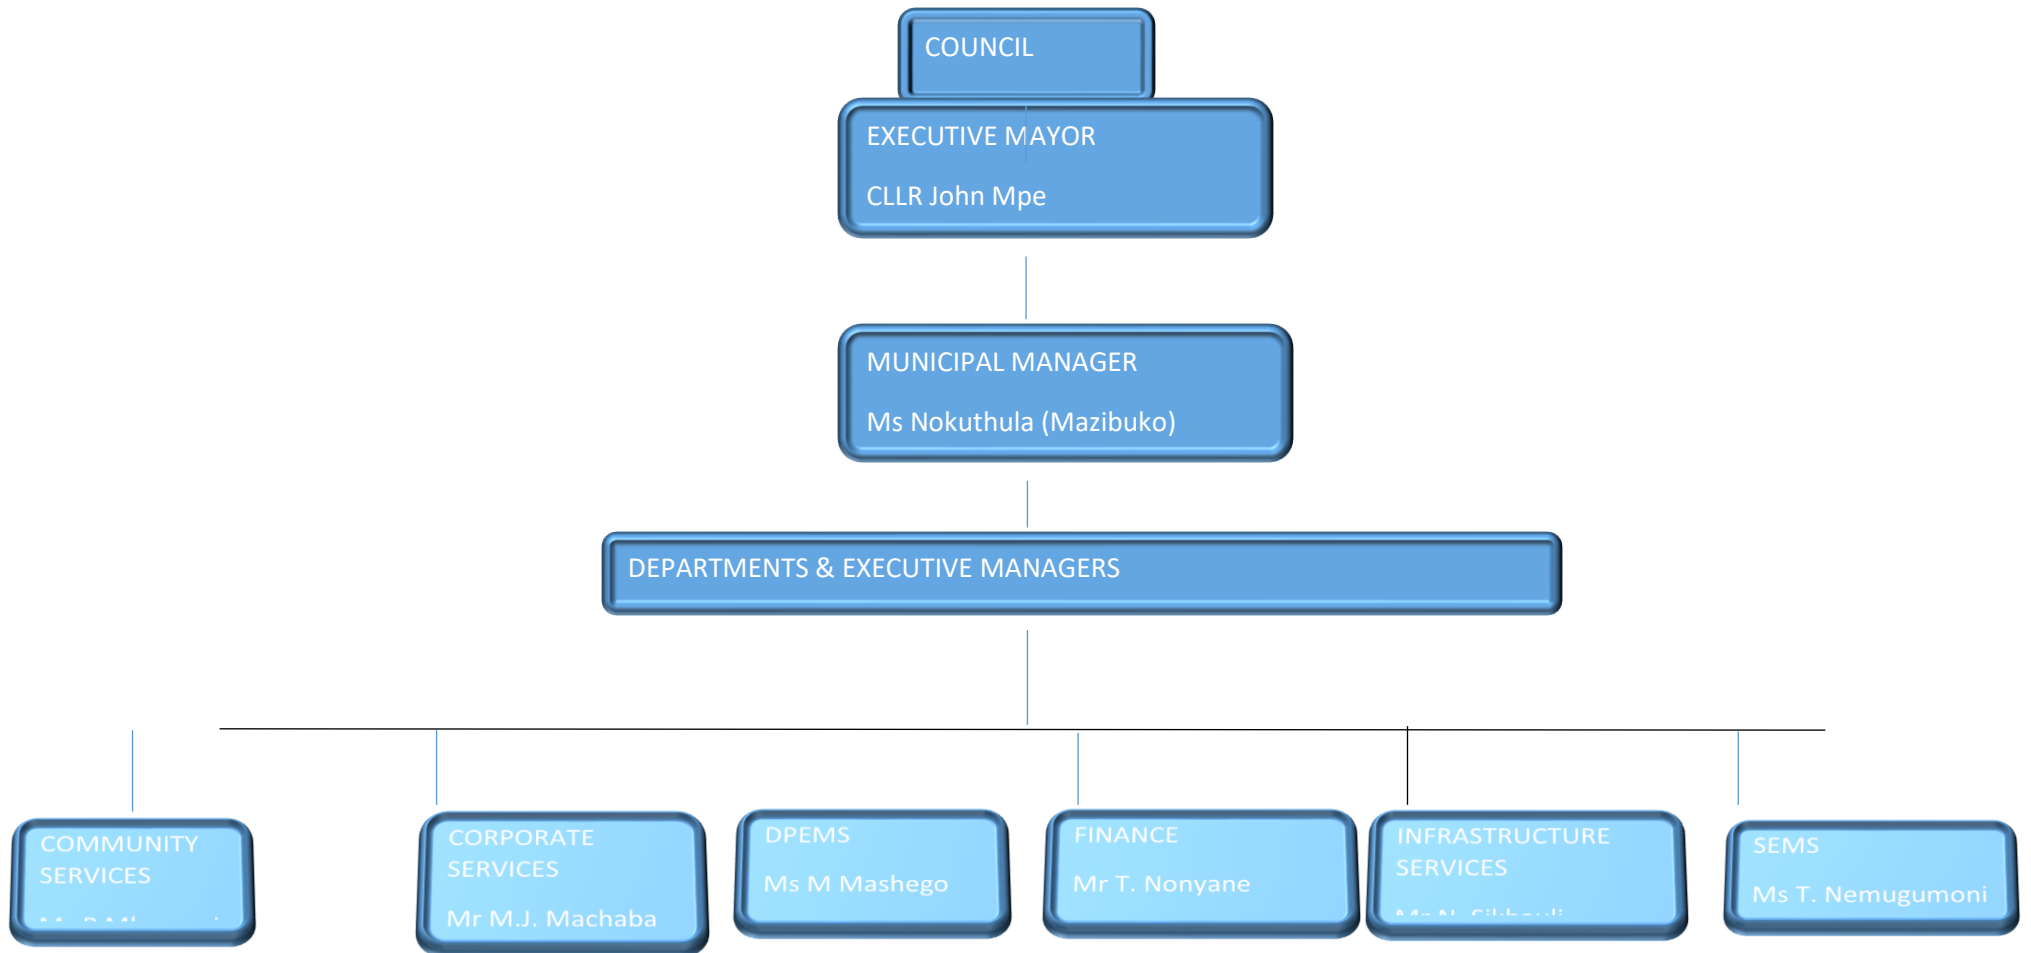 COUNCIL
EXECUTIVE MAYOR
CLLR John Mpe
MUNICIPAL MANAGER
Ms Nokuthula (Mazibuko)
DEPARTMENTS & EXECUTIVE MANAGERS
COMMUNITY
SERVICES
CORPORATE
SERVICES
Mr M.J. Machaba
DPEMS
Ms M Mashego
FINANCE
Mr T. Nonyane
INFRASTRUCTURE
SERVICES
Mr N.
SEMS
Ms T. Nemugumoni